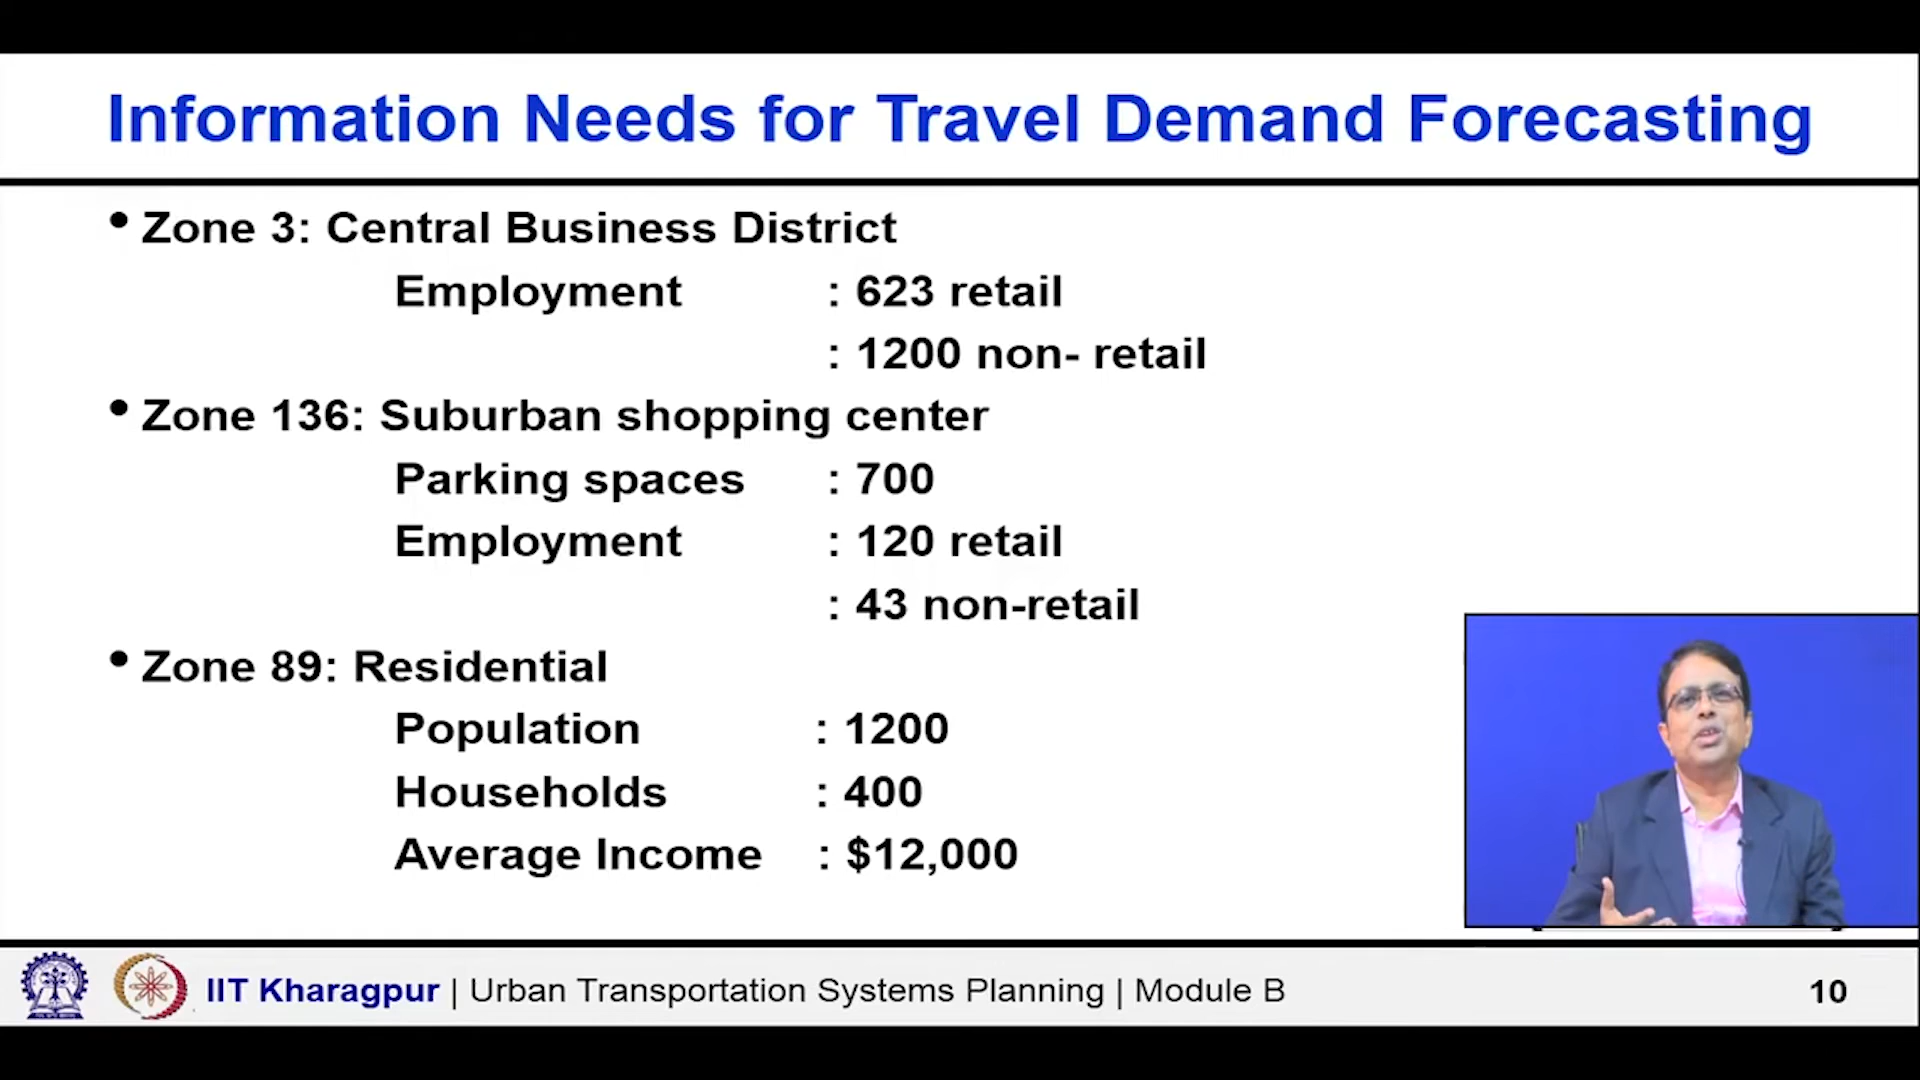 Information Needs for Travel Demand Forecasting
• Zone 3: Central Business District
Employment : 623 retail
: 1200 non- retail
• Zone 136: Suburban shopping center
Parking spaces : 700
Employment : 120 retail
: 43 non-retail
• Zone 89: Residential
Population : 1200
Households : 400
Average Income : $12,000
IIT Kharagpur | Urban Transportation Systems Planning | Module B 10